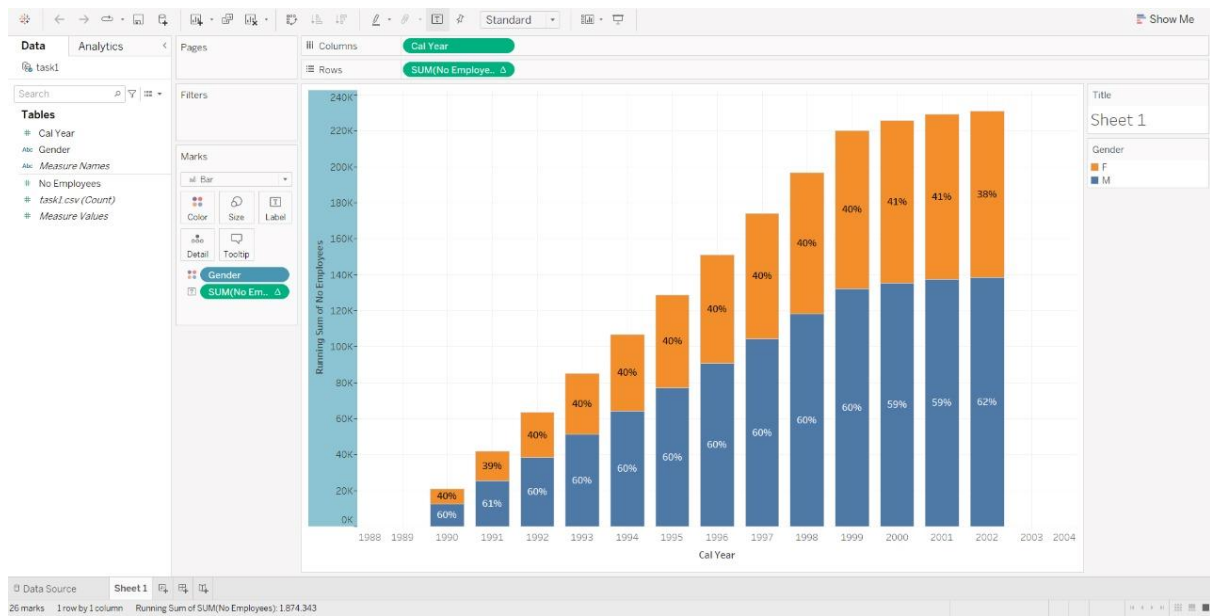 Standard
Show Me
Data
Analytics
task1
Search
Tables
# Cal Year
Abc Gender
Abc Measure Names
# No Employees
# task1.csv (Count)
# Measure Values
Pages
Filters
Marks
Bar
Color
Size
Label
Detail
Tooltip
Gender
SUM(No Em.. Δ
Columns
Cal Year
Rows
SUM(No Employe.. Δ
Running Sum of No Employees
240K
220K
200K
180K
160K
140K
120K
100K
80K
60K
40K
20K
0K
40% 39% 40% 40% 40% 40% 40% 40% 40% 40% 41% 41% 38%
60% 61% 60% 60% 60% 60% 60% 60% 60% 60% 59% 59% 62%
1988 1989 1990 1991 1992 1993 1994 1995 1996 1997 1998 1999 2000 2001 2002 2003 2004
Cal Year
Title
Sheet 1
Gender
F
M
Data Source
Sheet 1
26 marks 1 row by 1 column Running Sum of SUM(No Employees): 1.874.343